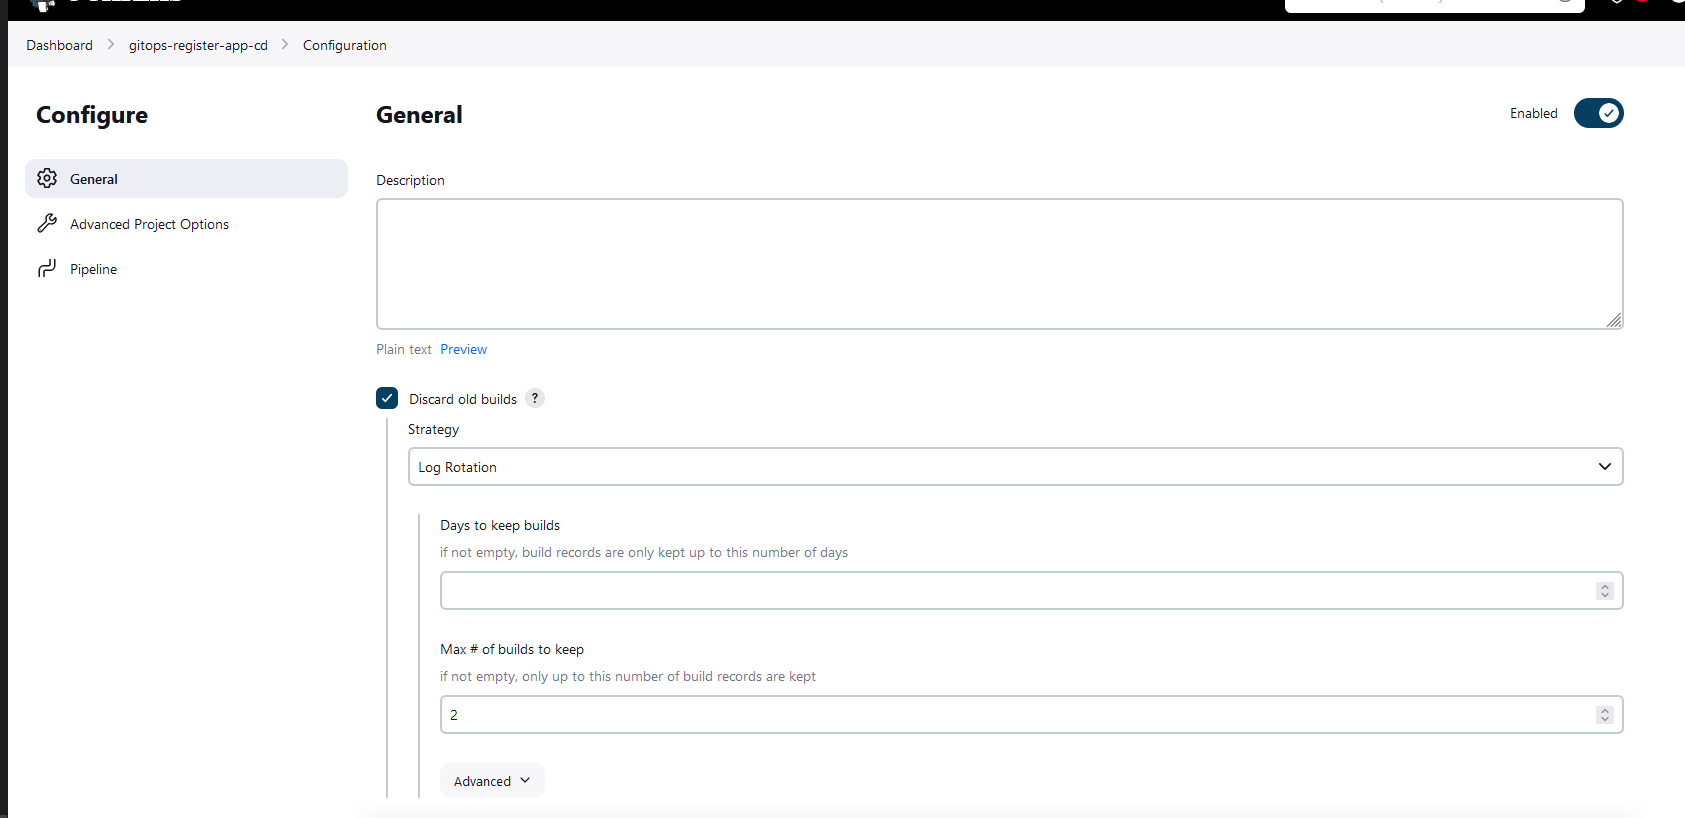 Dashboard > gitops-register-app-cd > Configuration
Configure
General
Advanced Project Options
Pipeline
General
Enabled
Description
Plain text Preview
Discard old builds ?
Strategy
Log Rotation
Days to keep builds
if not empty, build records are only kept up to this number of days
Max # of builds to keep
if not empty, only up to this number of build records are kept
2
Advanced